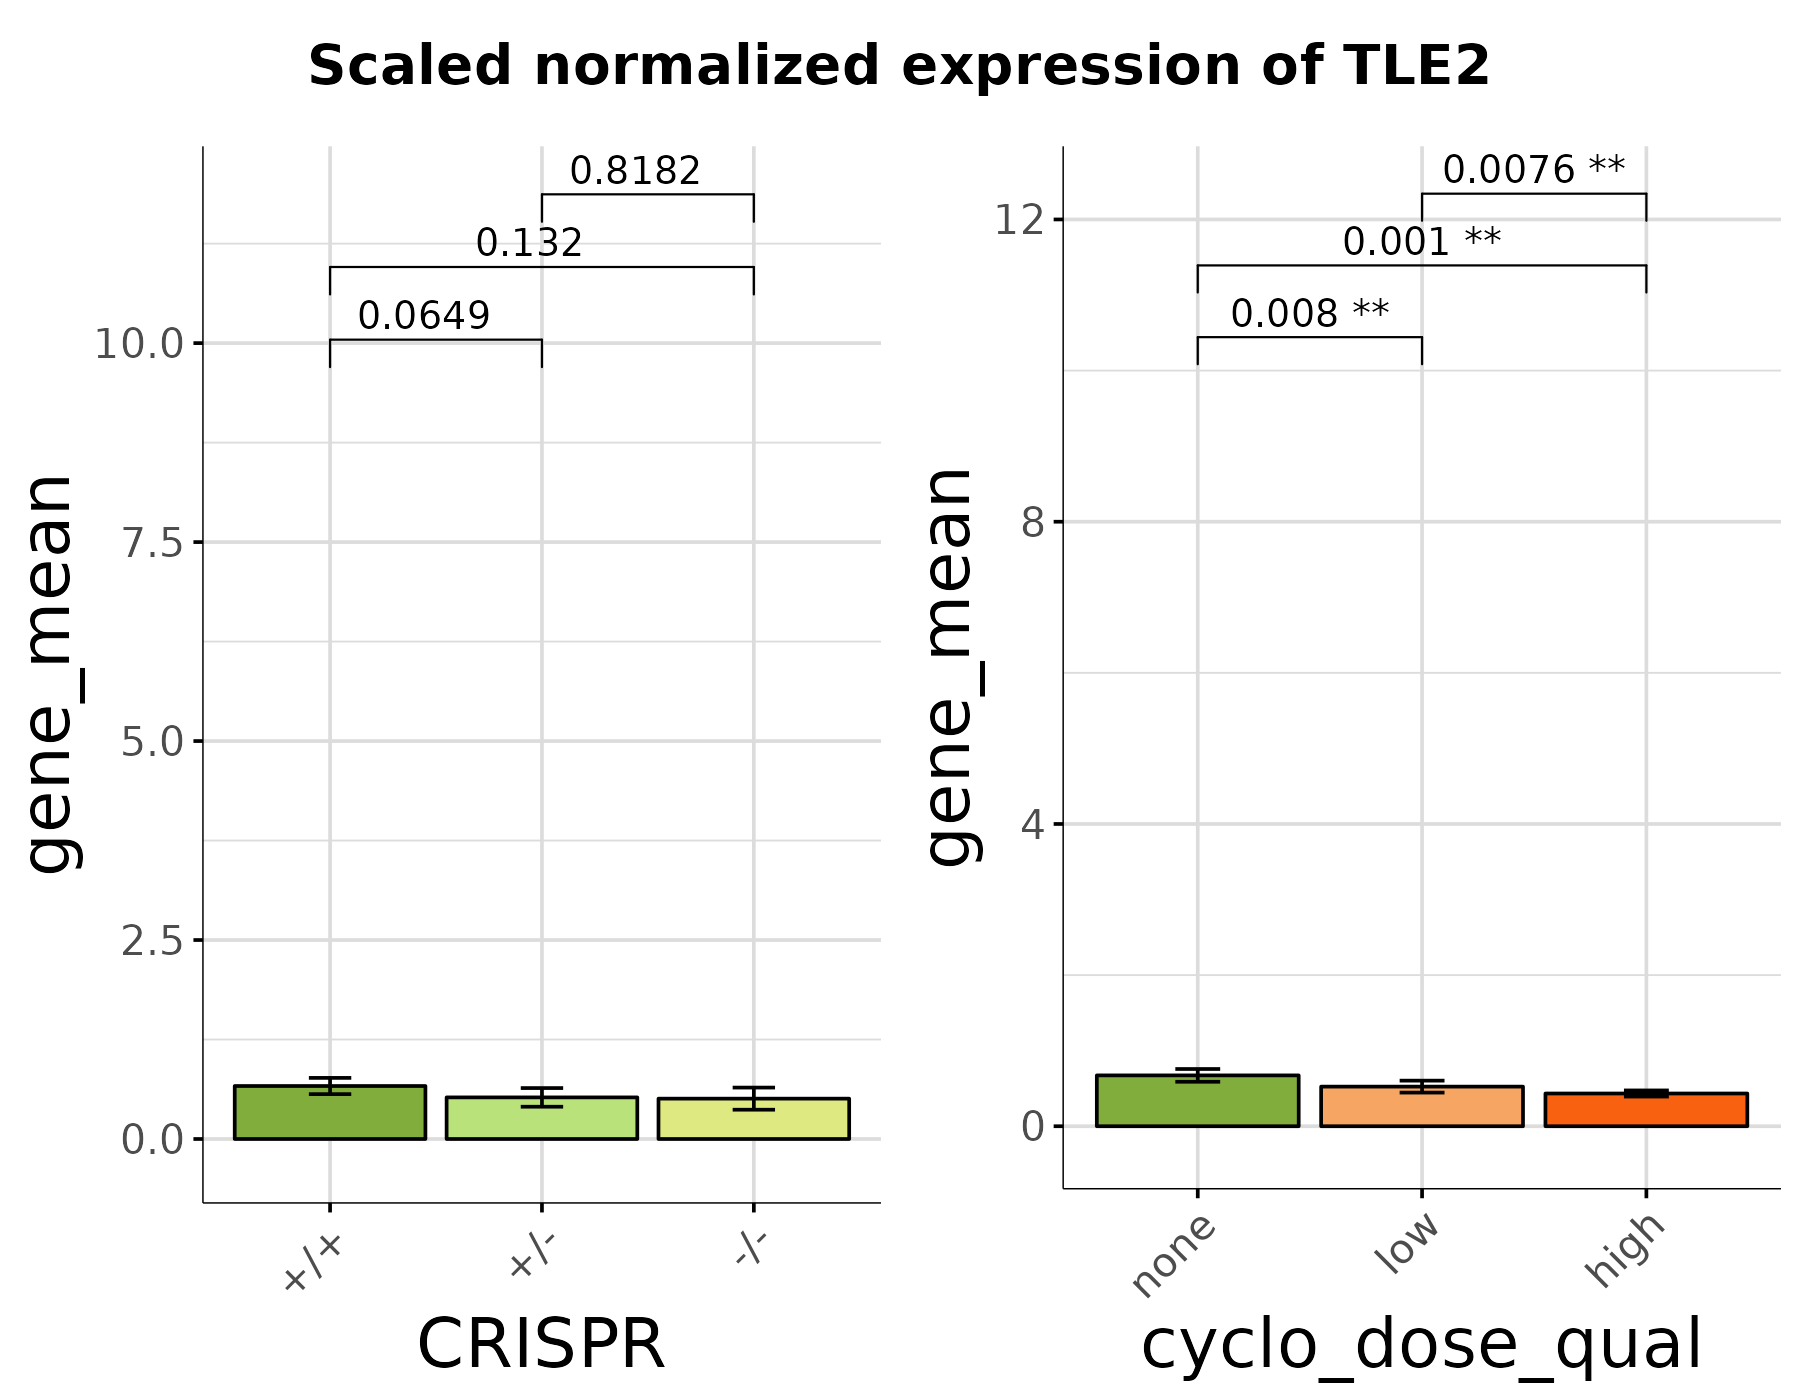 Scaled normalized expression of TLE2
gene_mean
10.0
7.5
5.0
2.5
0.0
0.8182
0.132
0.0649
+/+
+/-
-/-
CRISPR
gene_mean
12
8
4
0
0.0076 **
0.001 **
0.008 **
none
low
high
cyclo_dose_qual